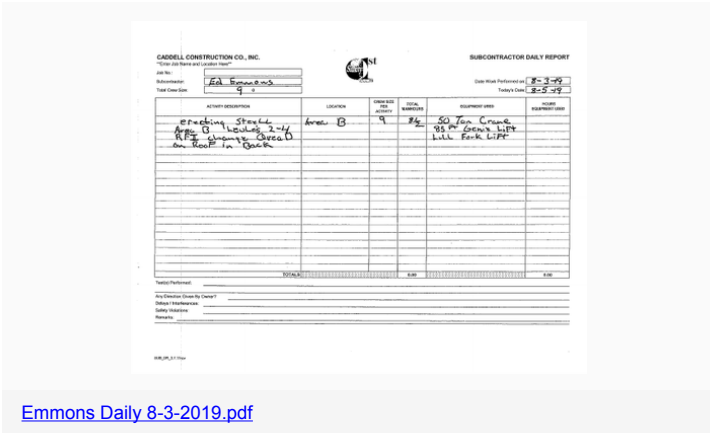 CADDELL CONSTRUCTION CO., INC.
**Enter Job Name and Location Here**
SUBCONTRACTOR DAILY REPORT
Job No.:
Subcontractor: Ed Emmons
Total Crew Size: 9
Date Work Performed on: 8-3-19
Today's Date: 8-5-19
ACTIVITY DESCRIPTION LOCATION CREW SIZE PER ACTIVITY TOTAL MANHOURS EQUIPMENT USED HOURS EQUIPMENT USED
erecting Steel Area B 9 50 Ton Crane
Area B Levels 2-4 85 FT Genie Lift
RFI change Area D Lull Fork Lift
on Roof in Back
TOTALS 0.00 0.00
Test(s) Performed:
Any Direction Given By Owner?
Delays / Interferences:
Safety Violations:
Remarks:
Emmons Daily 8-3-2019.pdf